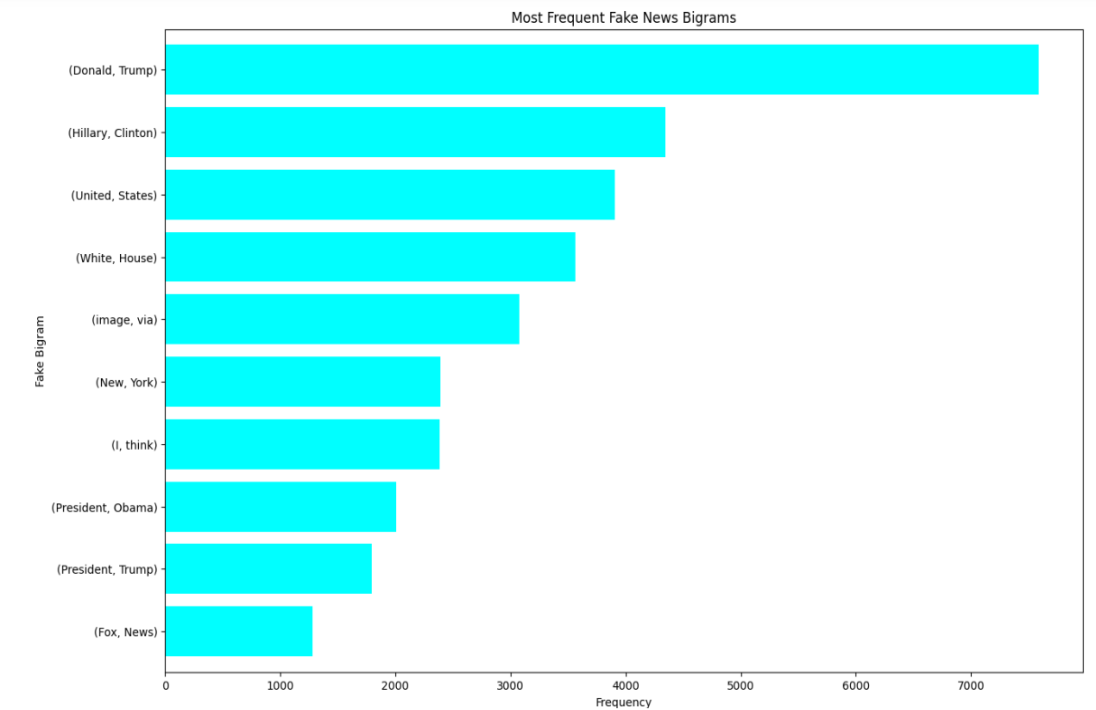 Most Frequent Fake News Bigrams
(Donald, Trump)
(Hillary, Clinton)
(United, States)
(White, House)
(image, via)
(New, York)
(I, think)
(President, Obama)
(President, Trump)
(Fox, News)
Fake Bigram
0 1000 2000 3000 4000 5000 6000 7000
Frequency